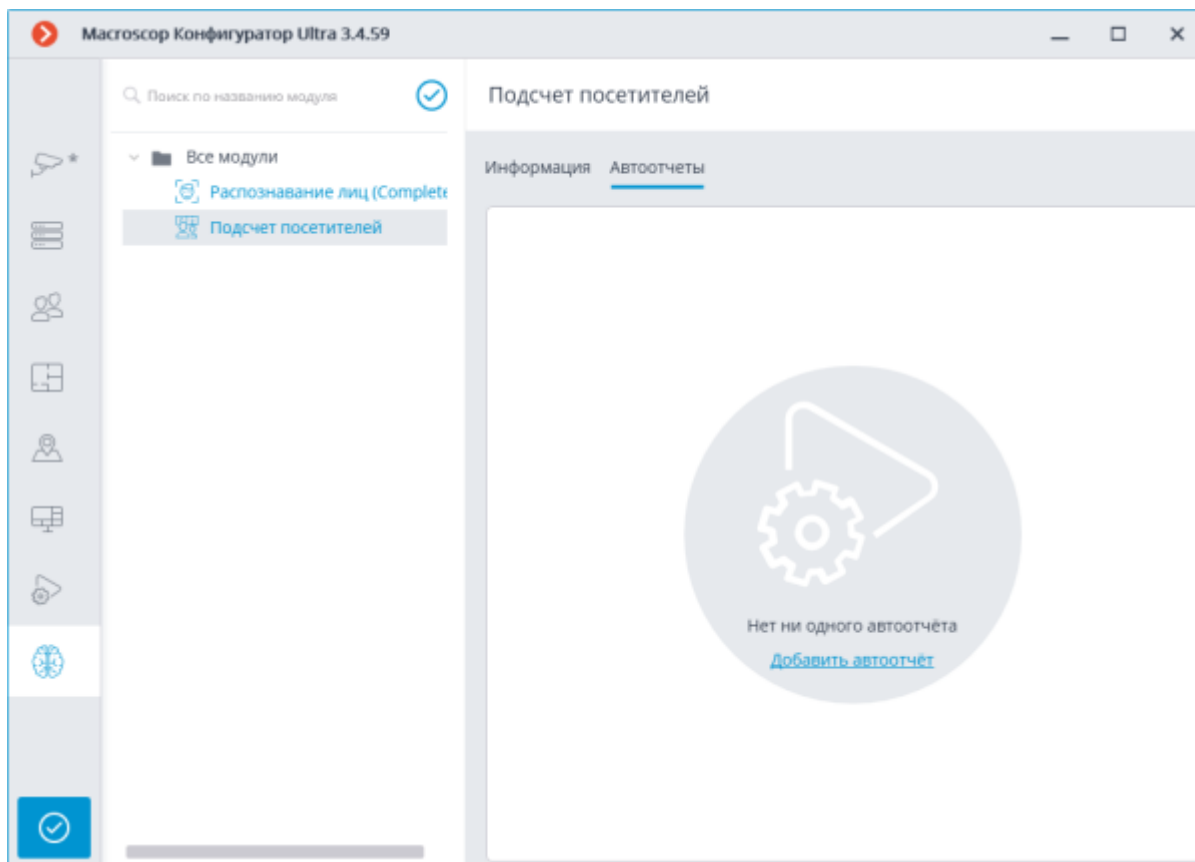 Macroscop Конфигуратор Ultra 3.4.59
Поиск по названию модуля
Подсчет посетителей
Все модули
Распознавание лиц (Complete
Подсчет посетителей
Информация Автоотчеты
Нет ни одного автоотчёта
Добавить автоотчёт